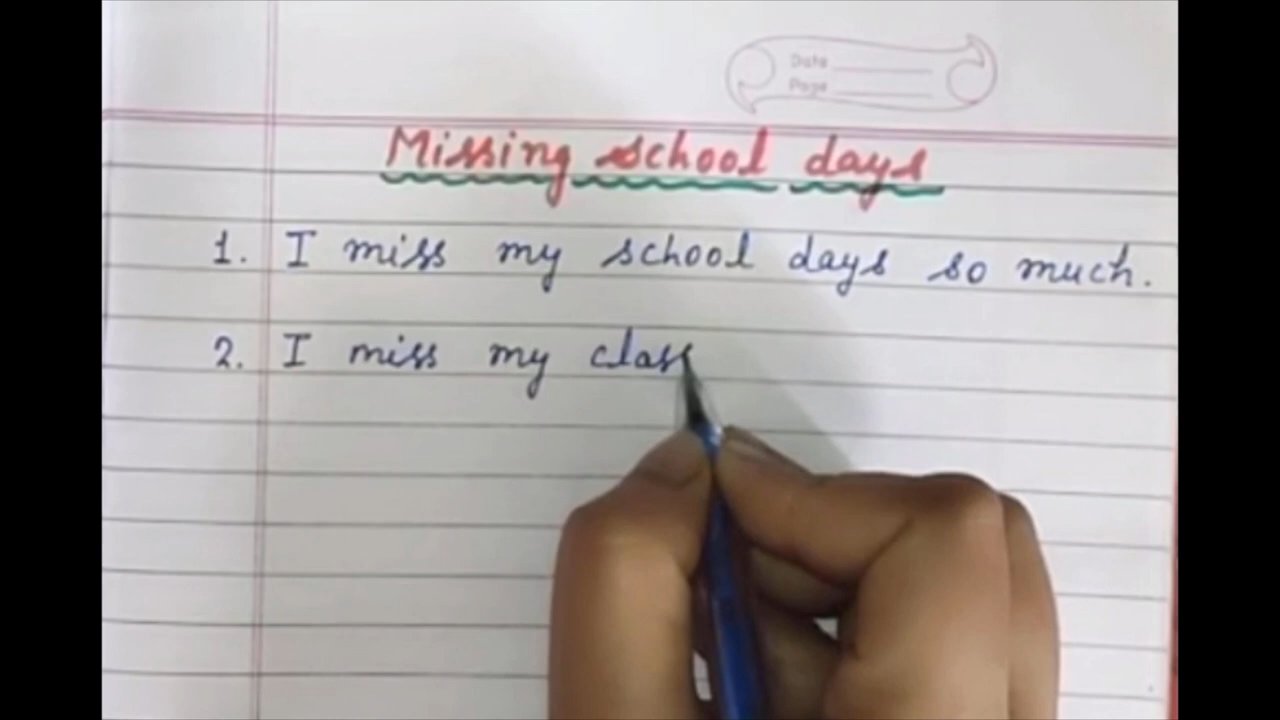 Date
Page
Missing school days
1. I miss my school days so much.
2. I miss my class